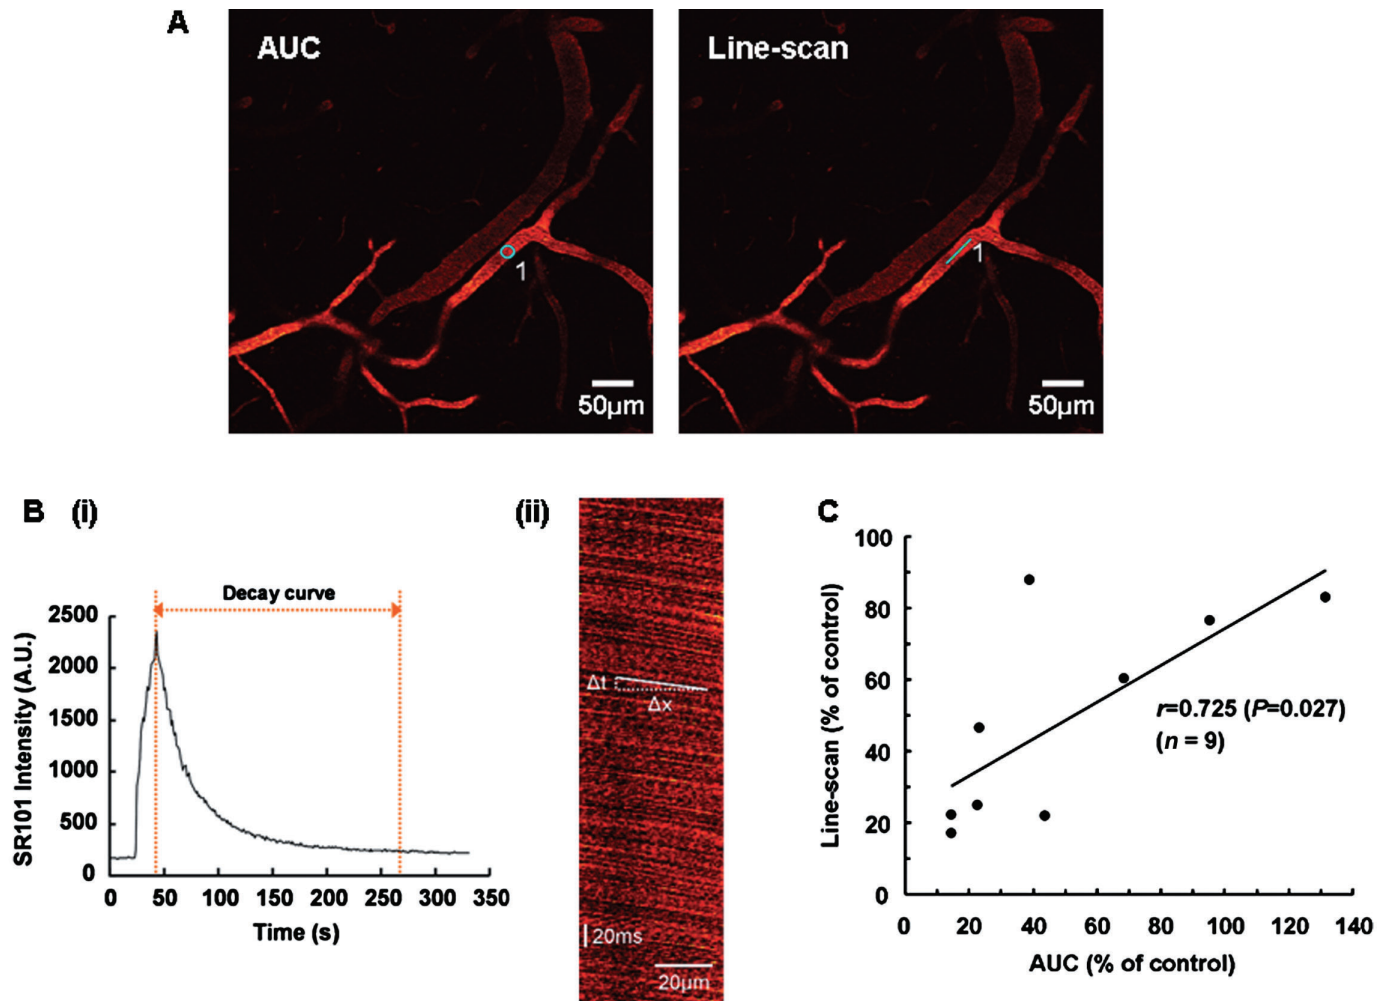 A
AUC
1
50μm
Line-scan
1
50μm
B (i)
Decay curve
SR101 Intensity (A.U.)
2500
2000
1500
1000
500
0
0 50 100 150 200 250 300 350
Time (s)
(ii)
Δt
Δx
20ms
20μm
C
Line-scan (% of control)
100
80
60
40
20
0
r=0.725 (P=0.027)
(n = 9)
0 20 40 60 80 100 120 140
AUC (% of control)